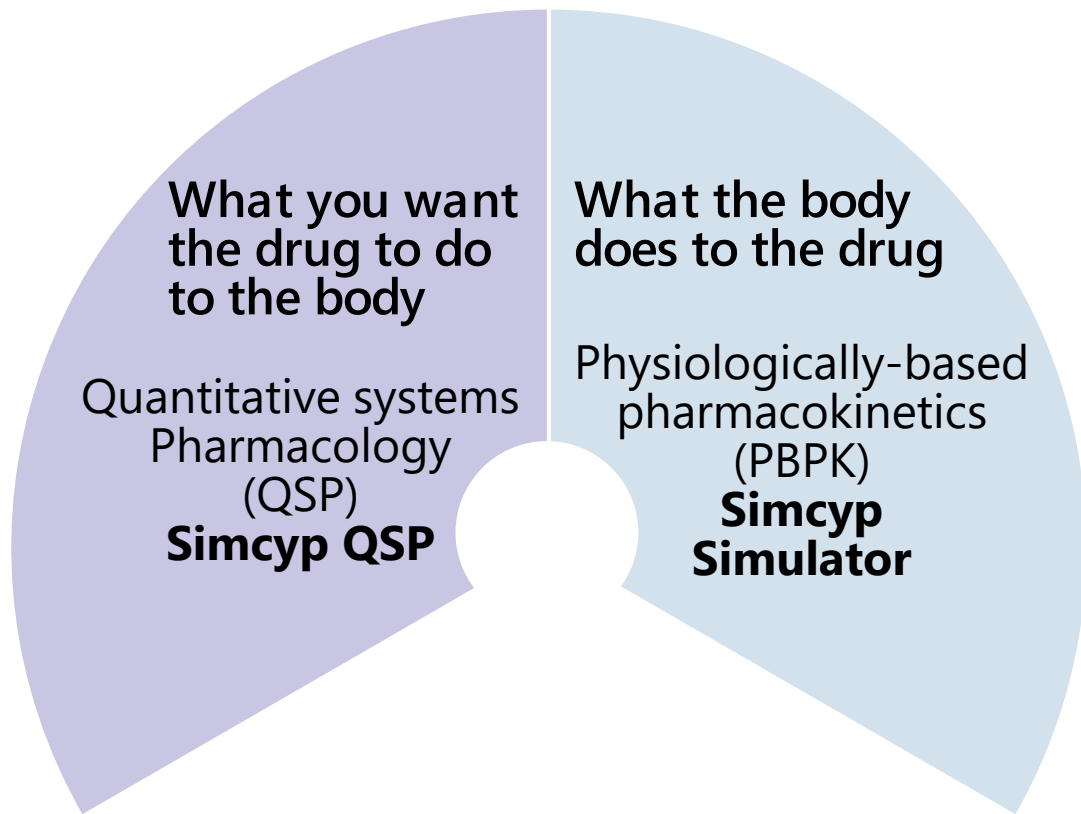 What you want
the drug to do
to the body
Quantitative systems
Pharmacology
(QSP)
Simcyp QSP
What the body
does to the drug
Physiologically-based
pharmacokinetics
(PBPK)
Simcyp
Simulator